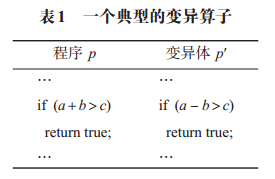 表1 一个典型的变异算子
程序 p 变异体 p′
… …
if (a+b>c) if (a−b>c)
return true; return true;
… …